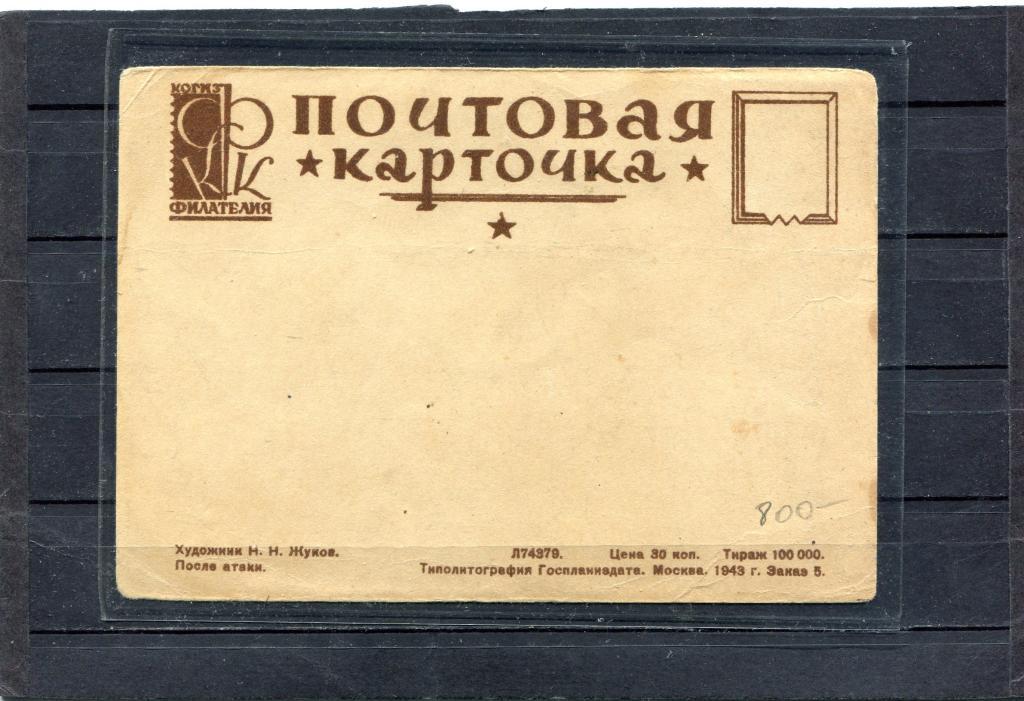 КОГИЗ
ФК
ФИЛАТЕЛИЯ
ПОЧТОВАЯ
карточка
800-
Художник Н. Н. Жуков.
После атаки.
Л74379. Цена 30 коп. Тираж 100 000.
Типолитография Госпланиздата. Москва. 1943 г. Заказ 5.